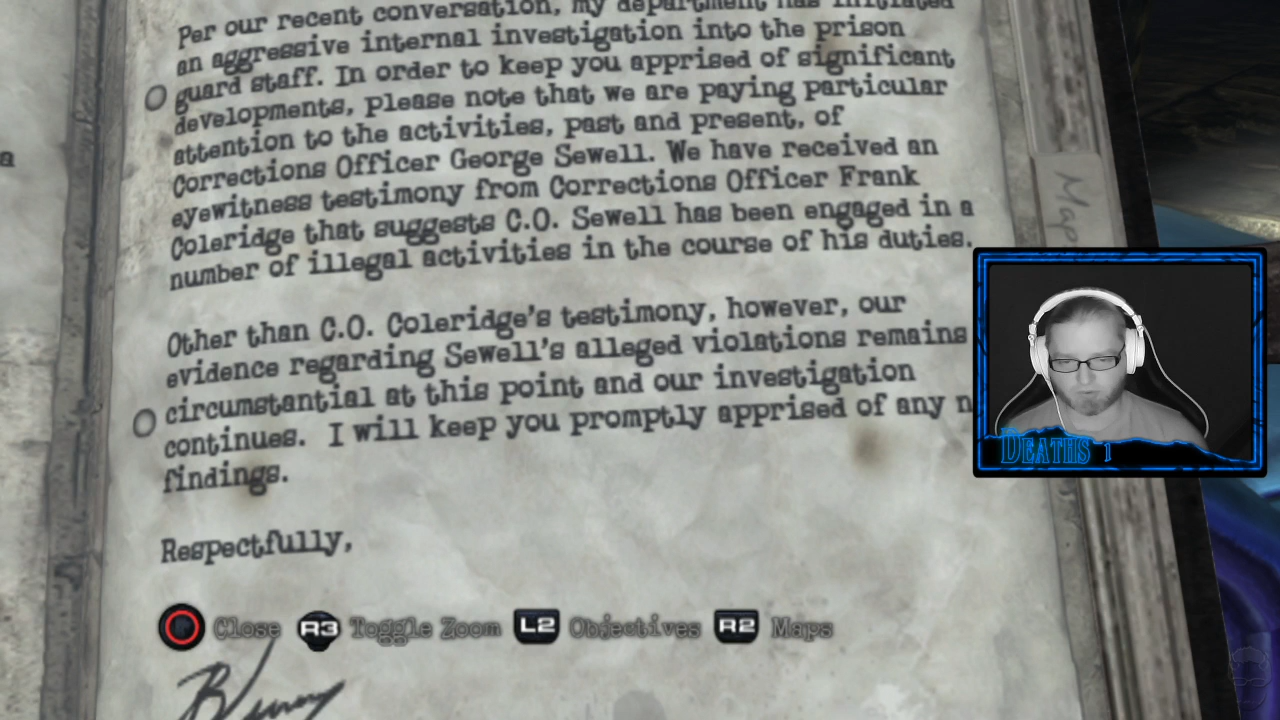 Per our recent conversation, my department has initiated
an aggressive internal investigation into the prison
guard staff. In order to keep you apprised of significant
developments, please note that we are paying particular
attention to the activities, past and present, of
Corrections Officer George Sewell. We have received an
eyewitness testimony from Corrections Officer Frank
Coleridge that suggests C.O. Sewell has been engaged in a
number of illegal activities in the course of his duties.
Other than C.O. Coleridge's testimony, however, our
evidence regarding Sewell's alleged violations remains
circumstantial at this point and our investigation
continues. I will keep you promptly apprised of any n
findings.
Respectfully,
Close R3 Toggle Zoom L2 Objectives R2 Maps
a
Map
Deaths 1